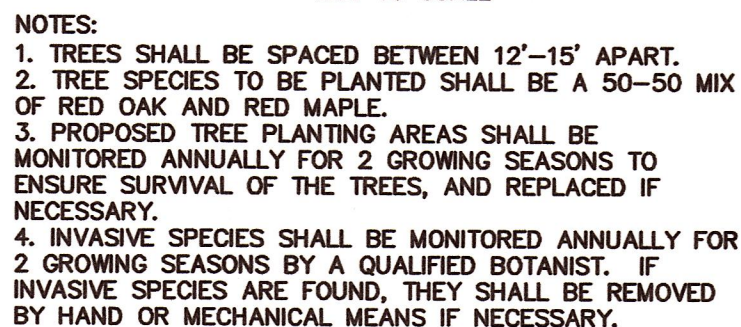 NOTES:
1. TREES SHALL BE SPACED BETWEEN 12'-15' APART.
2. TREE SPECIES TO BE PLANTED SHALL BE A 50-50 MIX
OF RED OAK AND RED MAPLE.
3. PROPOSED TREE PLANTING AREAS SHALL BE
MONITORED ANNUALLY FOR 2 GROWING SEASONS TO
ENSURE SURVIVAL OF THE TREES, AND REPLACED IF
NECESSARY.
4. INVASIVE SPECIES SHALL BE MONITORED ANNUALLY FOR
2 GROWING SEASONS BY A QUALIFIED BOTANIST. IF
INVASIVE SPECIES ARE FOUND, THEY SHALL BE REMOVED
BY HAND OR MECHANICAL MEANS IF NECESSARY.